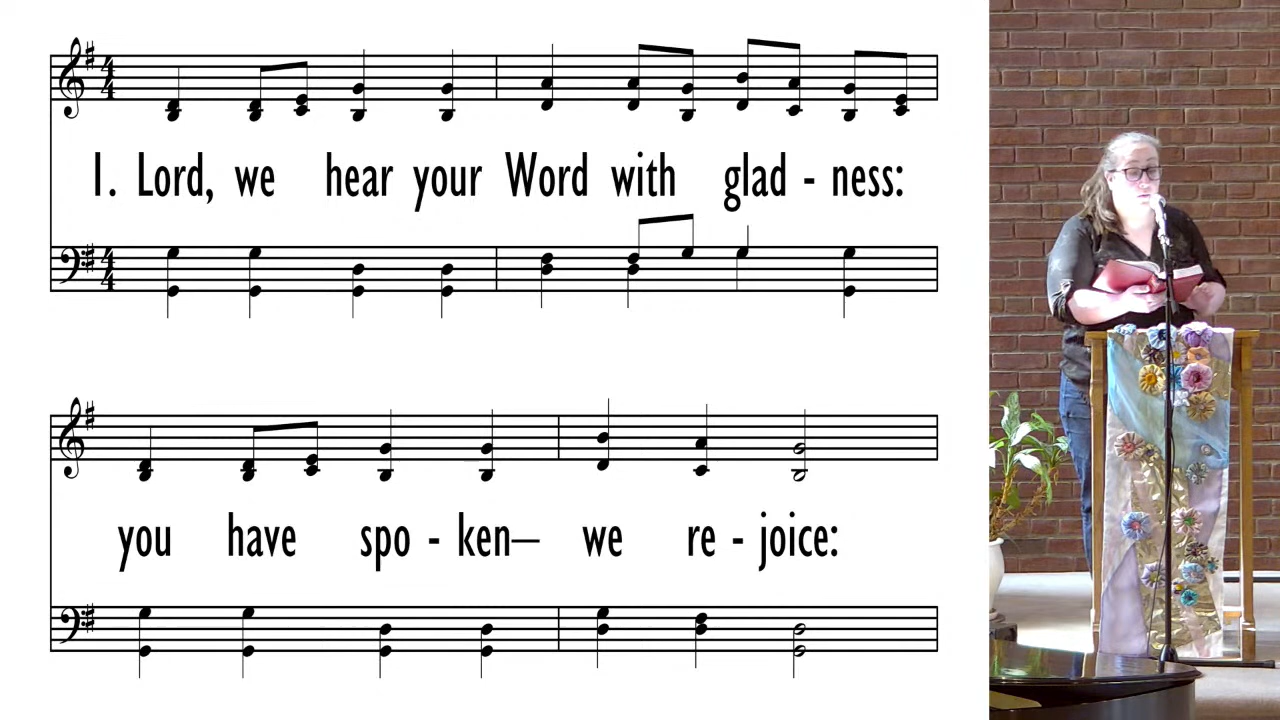 1. Lord, we hear your Word with glad - ness:
you have spo - ken– we re - joice: